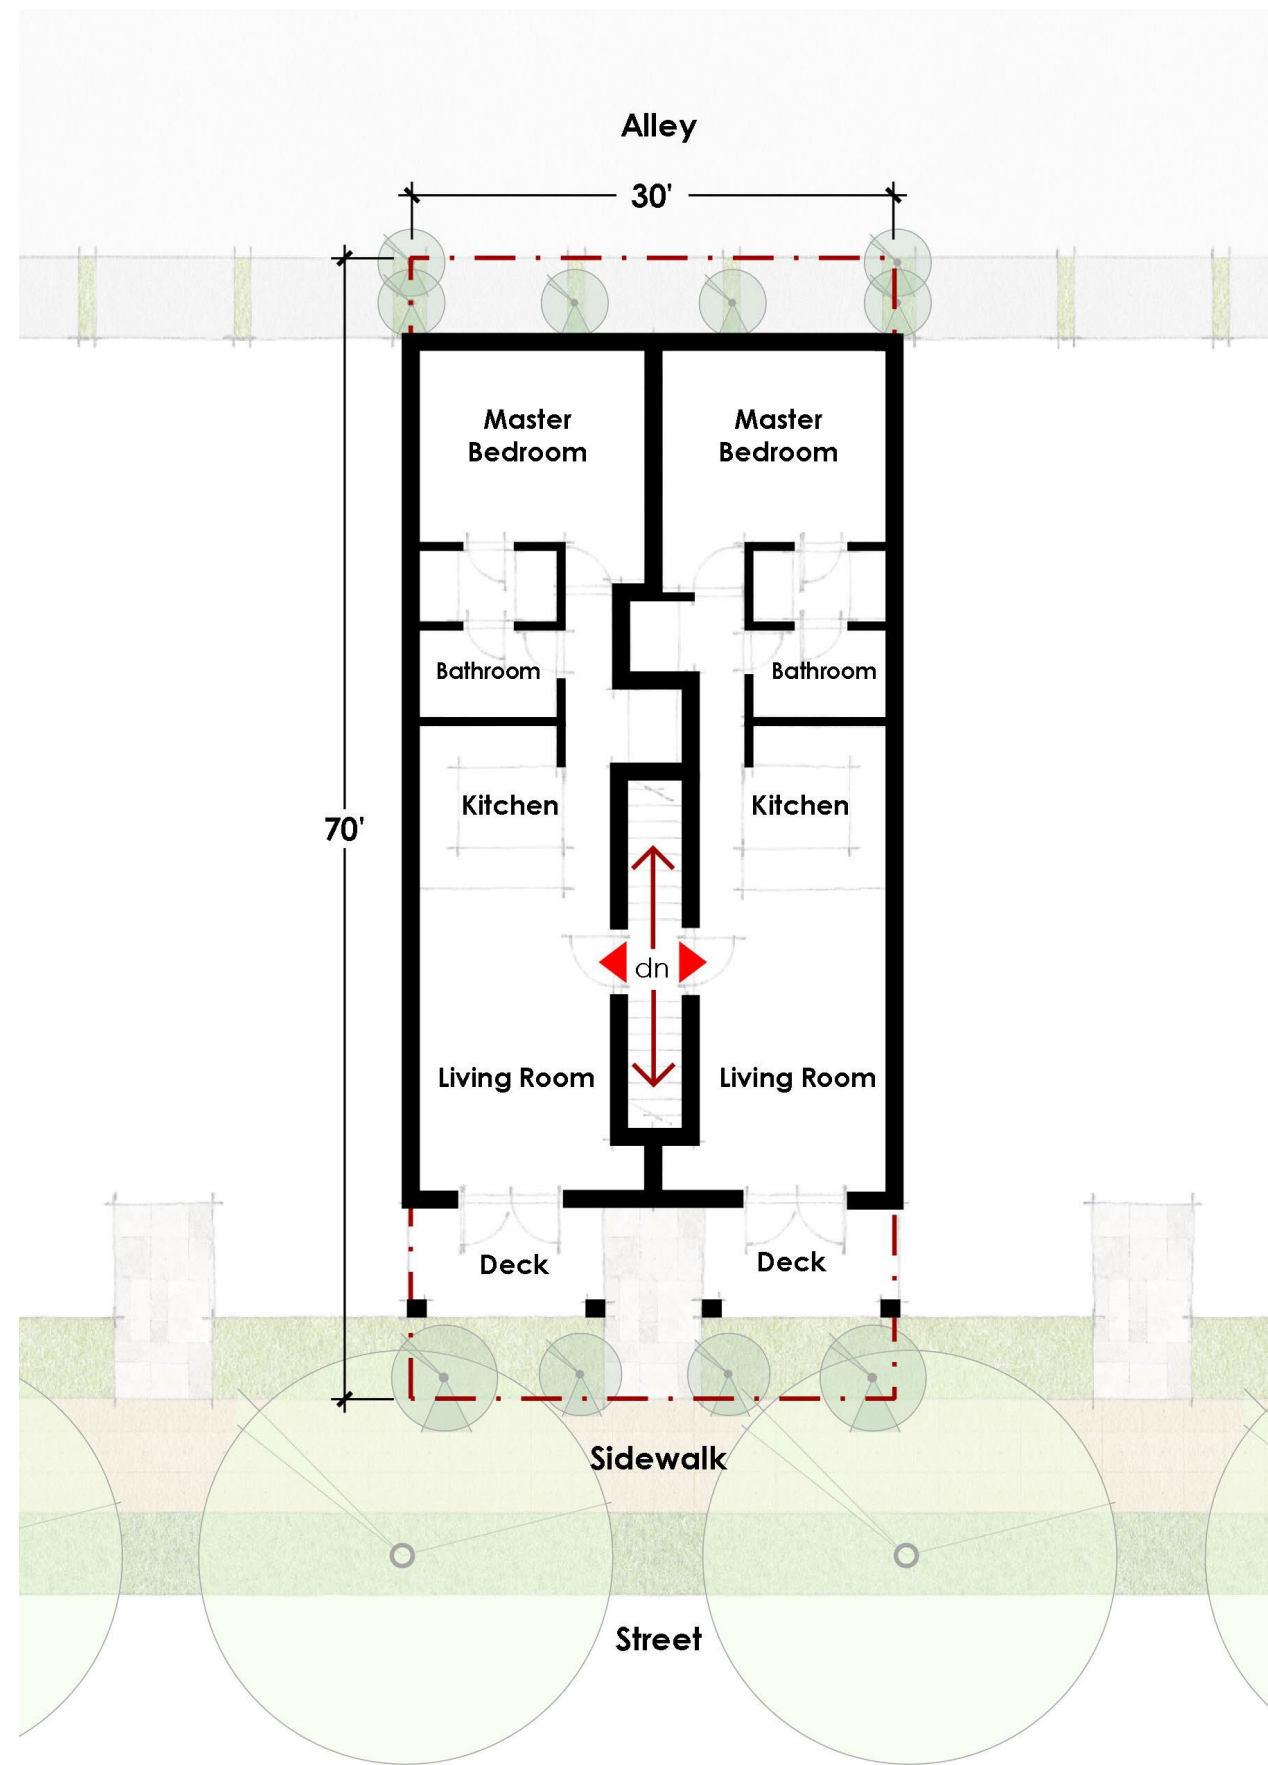 Alley
30'
Master
Bedroom
Master
Bedroom
Bathroom
Bathroom
Kitchen
Kitchen
70'
dn
Living Room
Living Room
Deck
Deck
Sidewalk
Street